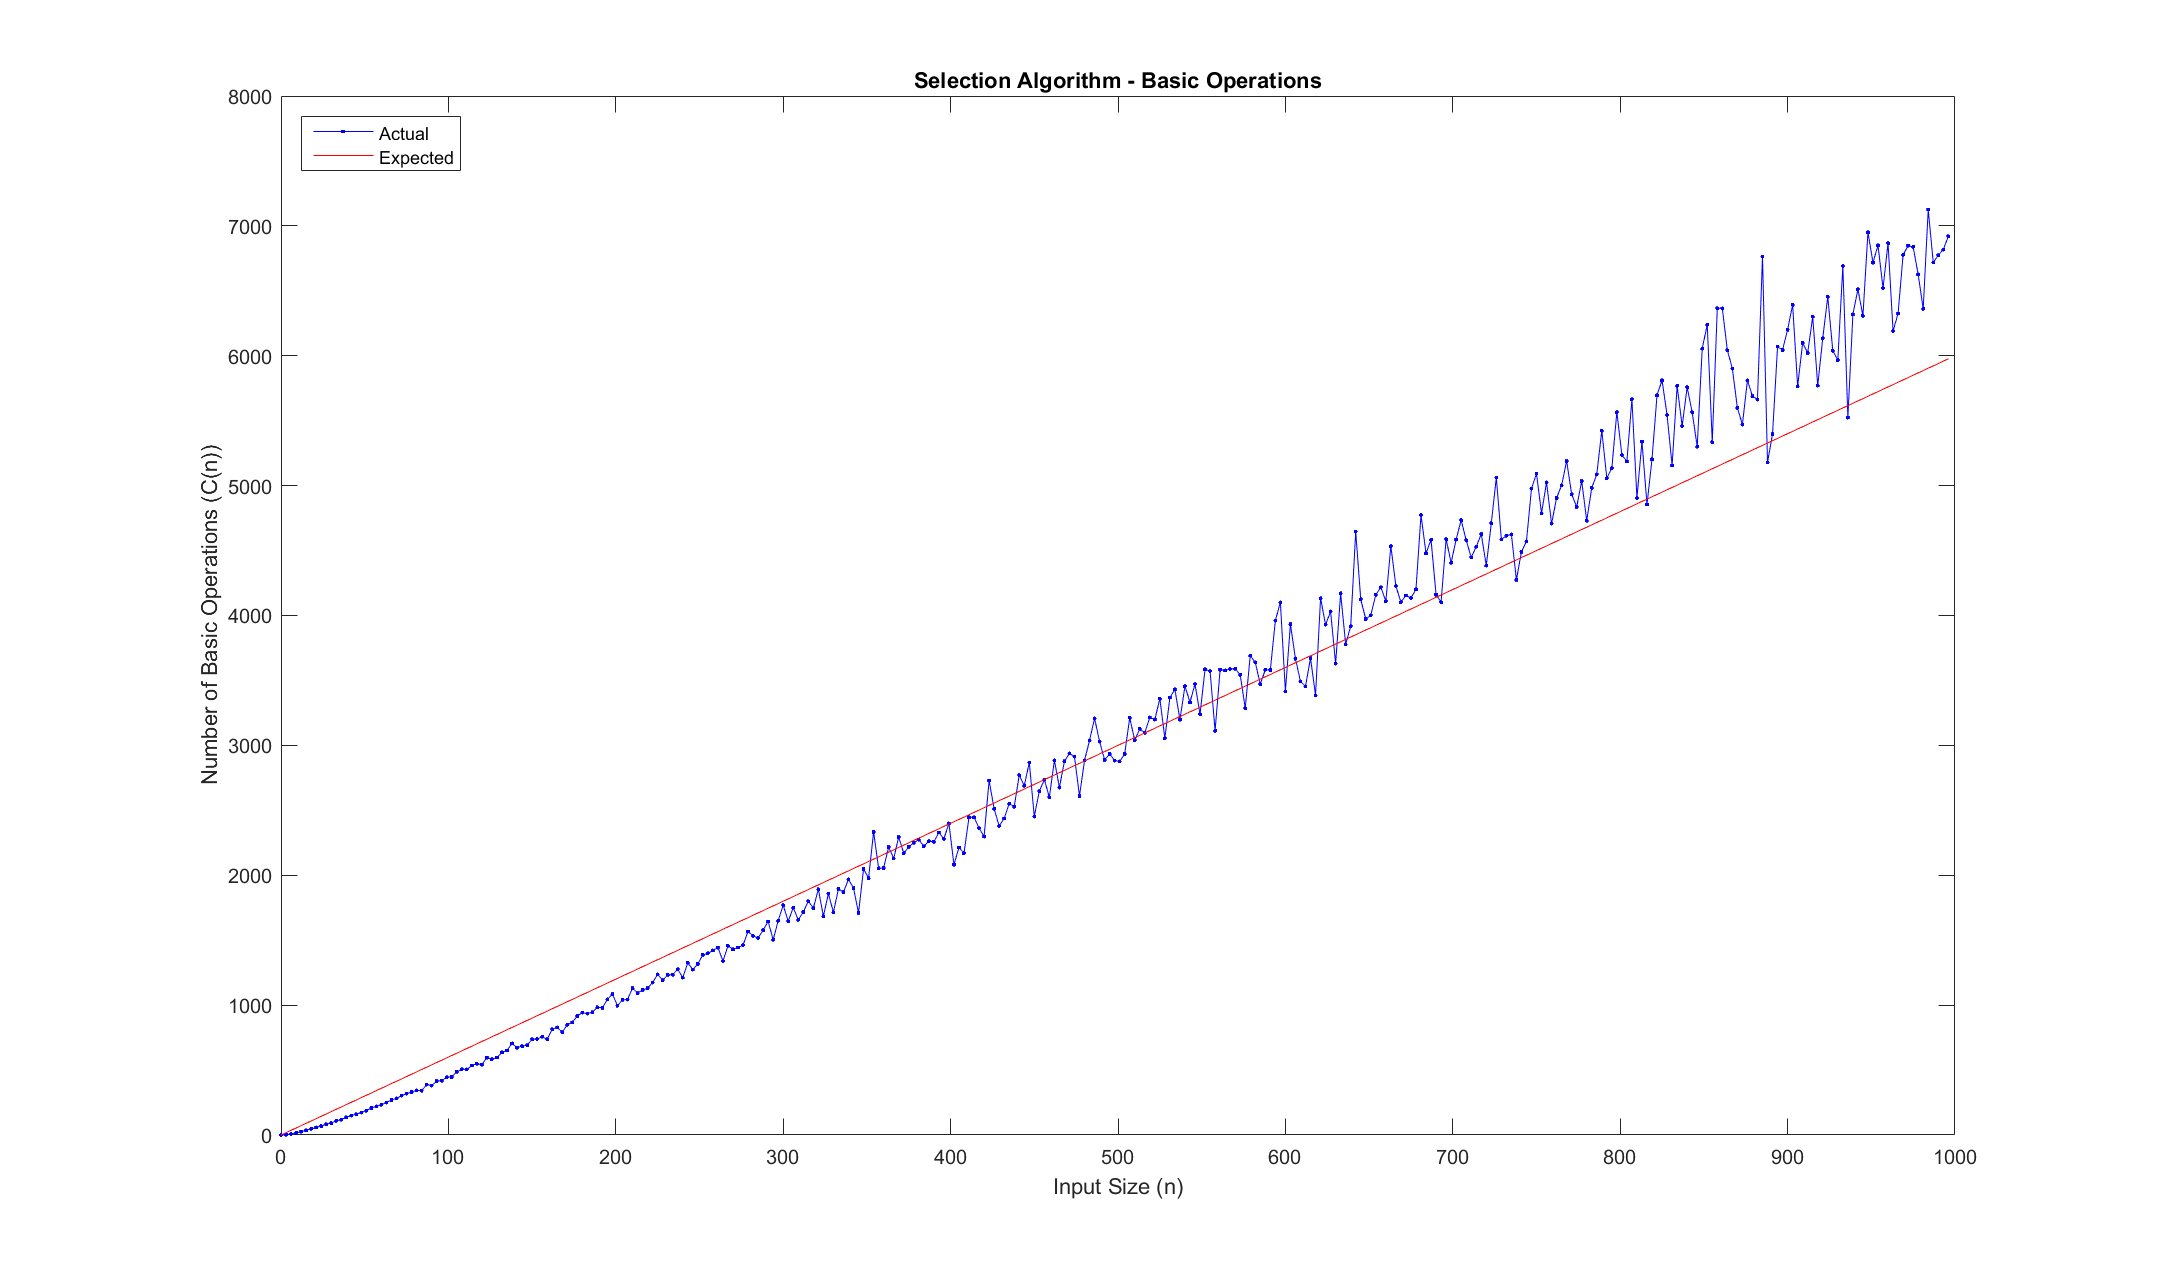 Selection Algorithm - Basic Operations
8000
7000
6000
5000
4000
3000
2000
1000
0
Actual
Expected
Number of Basic Operations (C(n))
0 100 200 300 400 500 600 700 800 900 1000
Input Size (n)